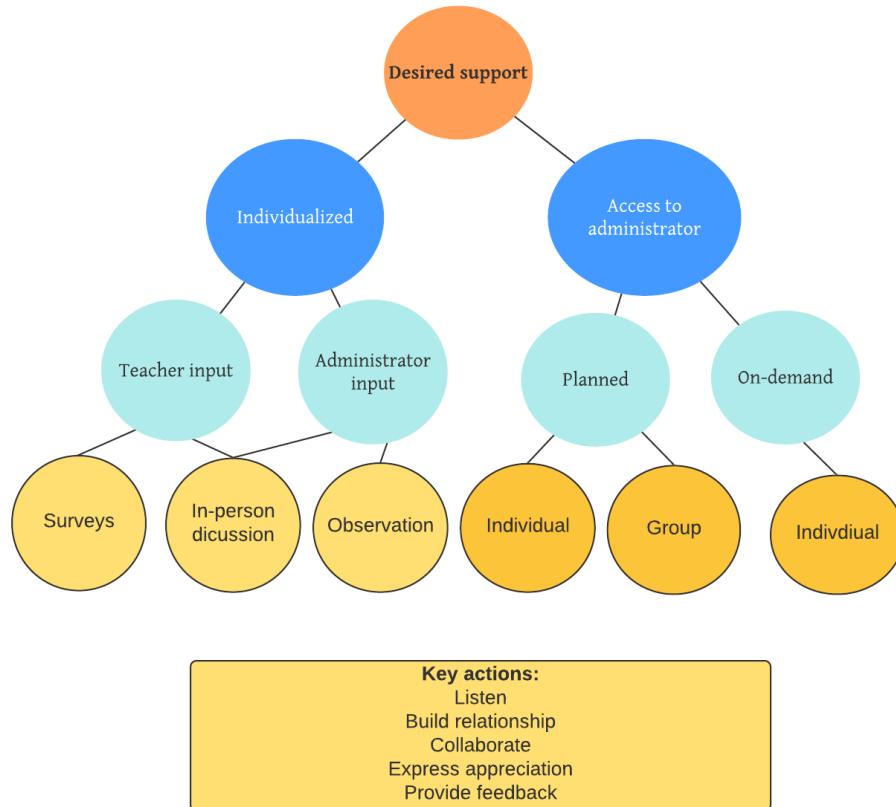 Desired support
Individualized
Access to
administrator
Teacher input
Administrator
input
Planned
On-demand
Surveys
In-person
dicussion
Observation
Individual
Group
Indivdiual
Key actions:
Listen
Build relationship
Collaborate
Express appreciation
Provide feedback